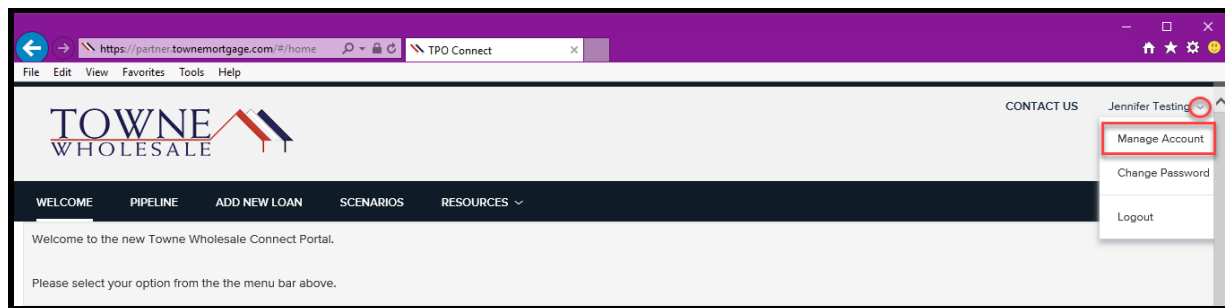 https://partner.townemortgage.com/#/home
TPO Connect
File Edit View Favorites Tools Help
TOWNE
WHOLESALE
CONTACT US
Jennifer Testing
Manage Account
Change Password
Logout
WELCOME PIPELINE ADD NEW LOAN SCENARIOS RESOURCES
Welcome to the new Towne Wholesale Connect Portal.
Please select your option from the the menu bar above.